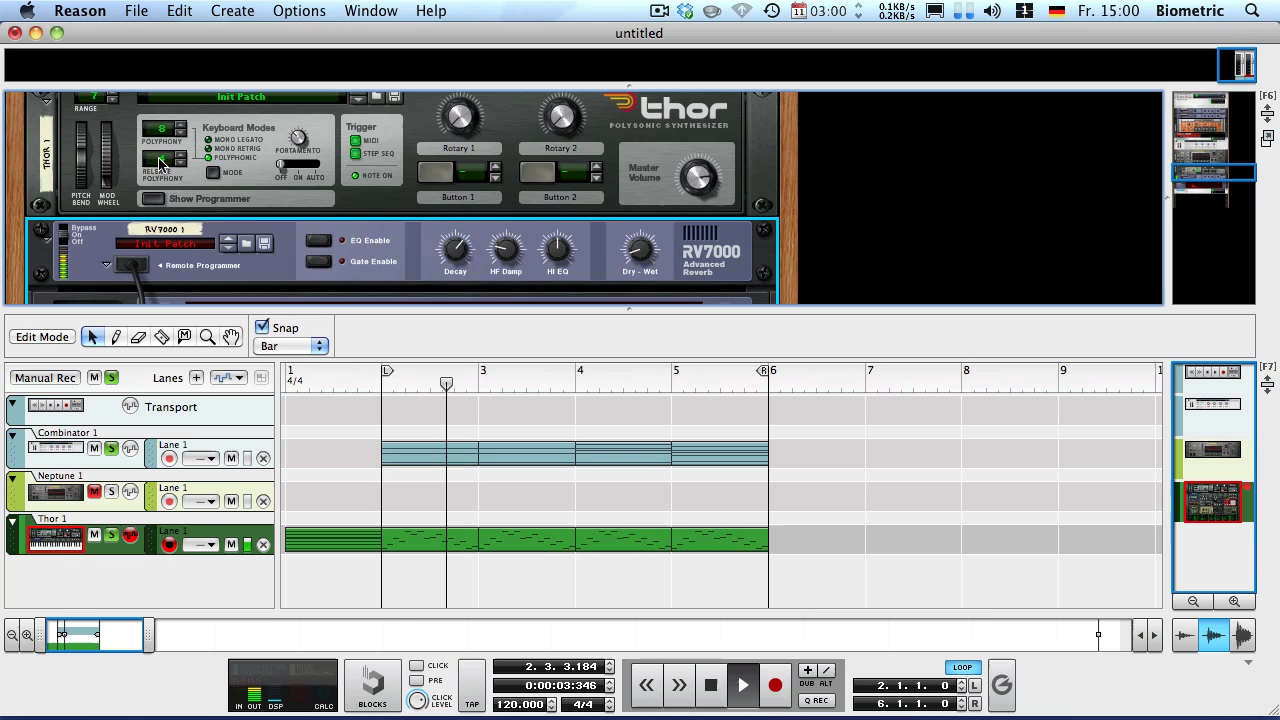 Reason File Edit Create Options Window Help 03:00 0.1KB/s 0.2KB/s Fr. 15:00 Biometric
untitled
7 Init Patch thor
RANGE POLYSONIC SYNTHESIZER
THOR 1
8 POLYPHONY
RELEASE POLYPHONY
Keyboard Modes
MONO LEGATO
MONO RETRIG
POLYPHONIC
MODE
PORTAMENTO
OFF ON AUTO
Trigger
MIDI
STEP SEQ
NOTE ON
Rotary 1 Rotary 2
Button 1 Button 2
Master Volume
PITCH BEND MOD WHEEL
Show Programmer
Bypass
On
Off
RV7000 1
Init Patch
Remote Programmer
EQ Enable
Gate Enable
Decay HF Damp HI EQ Dry - Wet
RV7000
Advanced
Reverb
[F6]
Edit Mode Snap
Bar
Manual Rec M S Lanes + 1 3 4 5 6 7 8 9 1
4/4 L R
[F7]
Transport
Combinator 1
M S Lane 1
M
Neptune 1
M S Lane 1
M
Thor 1
M S Lane 1
M
IN OUT DSP CALC
BLOCKS
CLICK
PRE
CLICK LEVEL
TAP
2. 3. 3.184
0:00:03:346
120.000 4/4
DUB ALT
Q REC
LOOP
2. 1. 1. 0 L
6. 1. 1. 0 R